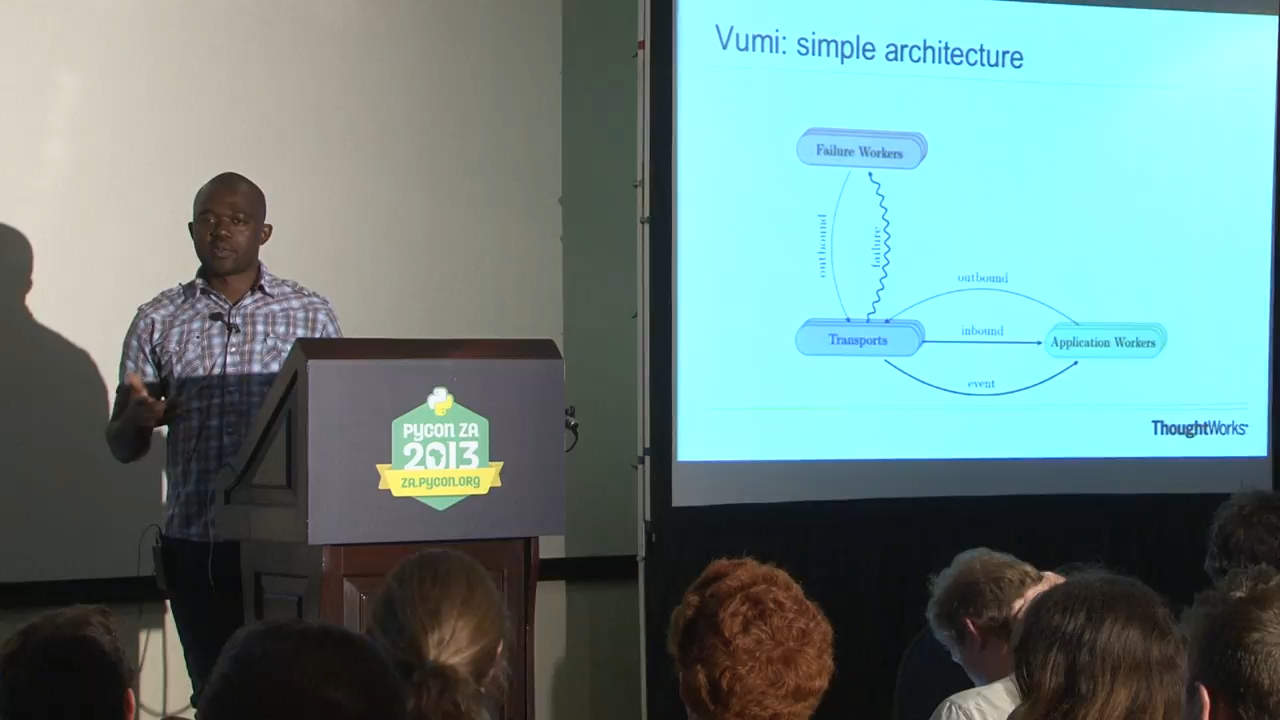 Vumi: simple architecture
Failure Workers
outbound
failure
outbound
inbound
Transports
Application Workers
event
ThoughtWorks
PYCON ZA
2013
ZA.PYCON.ORG